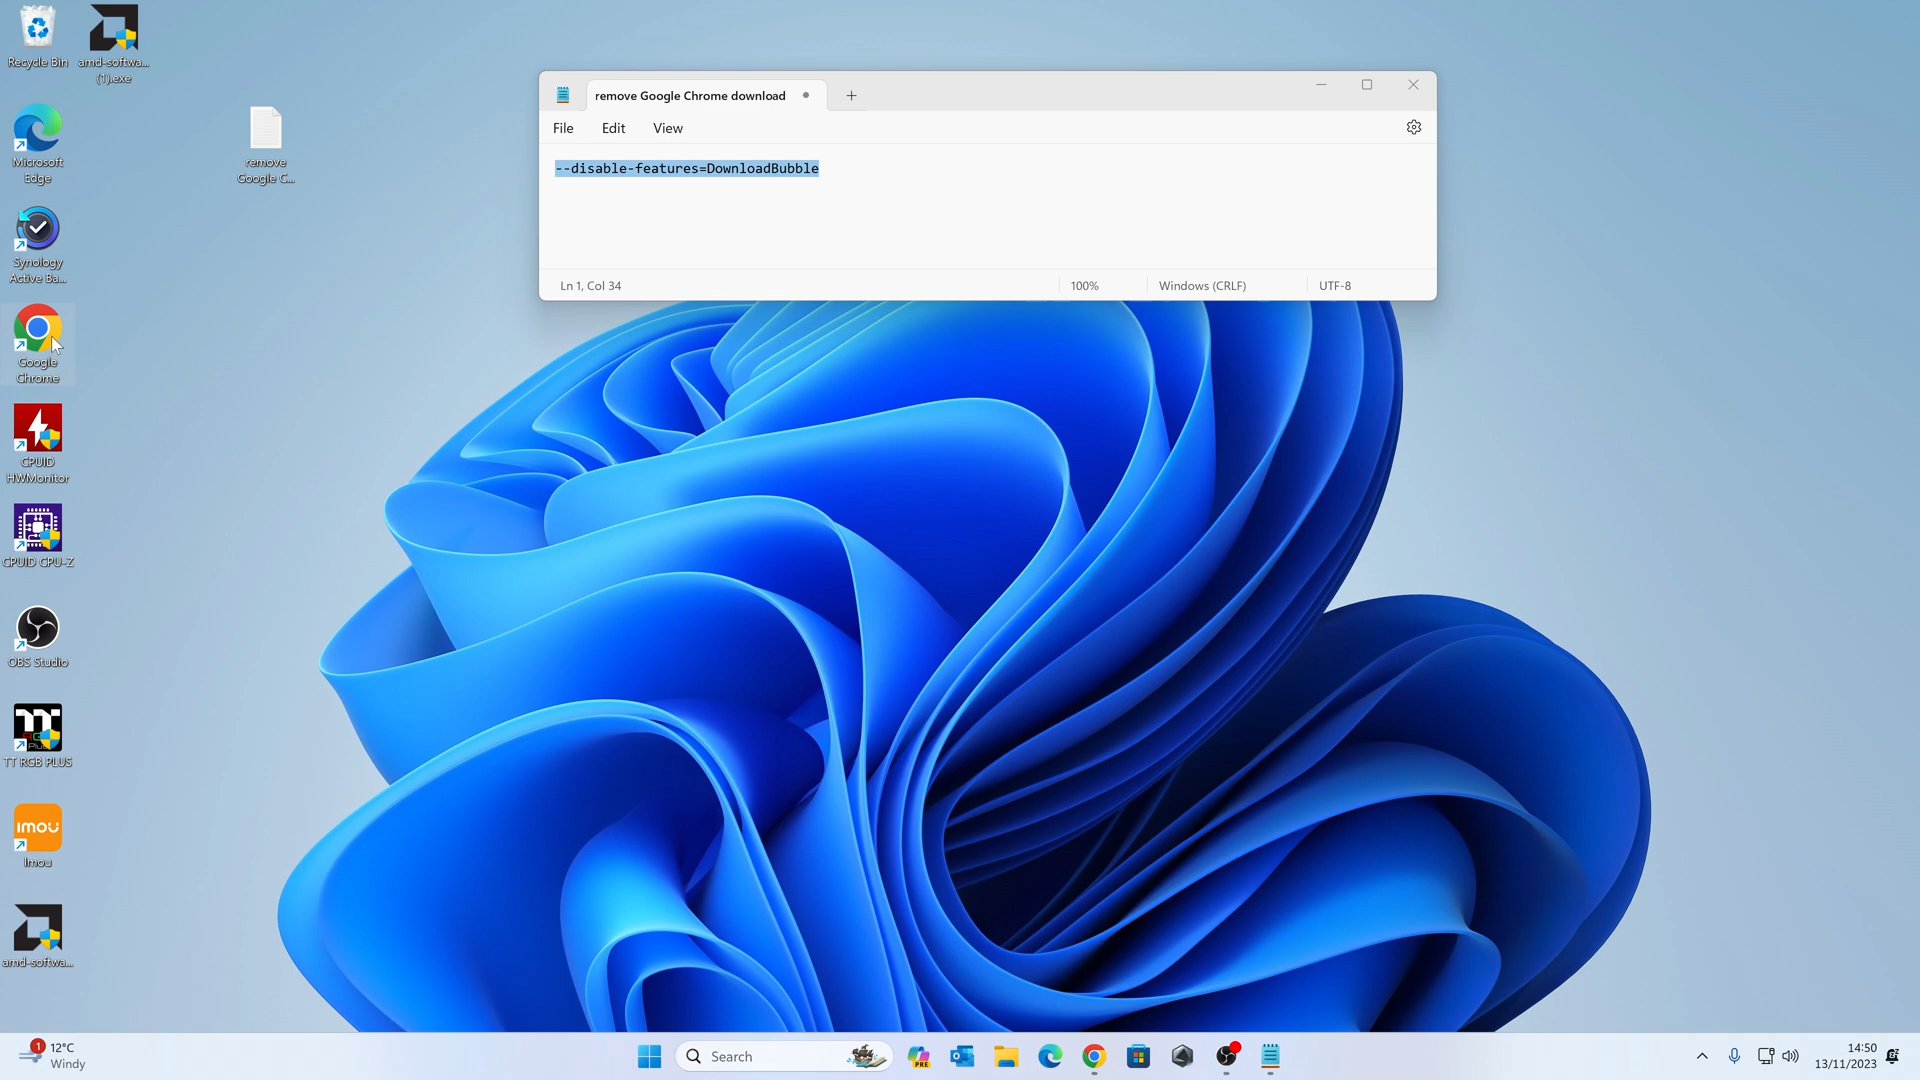 Recycle Bin
amd-softwa...
(1).exe
Microsoft
Edge
remove
Google C...
Synology
Active Ba...
Google
Chrome
CPUID
HWMonitor
CPUID CPU-Z
OBS Studio
TT RGB PLUS
imou
Imou
amd-softwa...
remove Google Chrome download
File Edit View
--disable-features=DownloadBubble
Ln 1, Col 34
100%
Windows (CRLF)
UTF-8
1
12°C
Windy
Search
PRE
14:50
13/11/2023